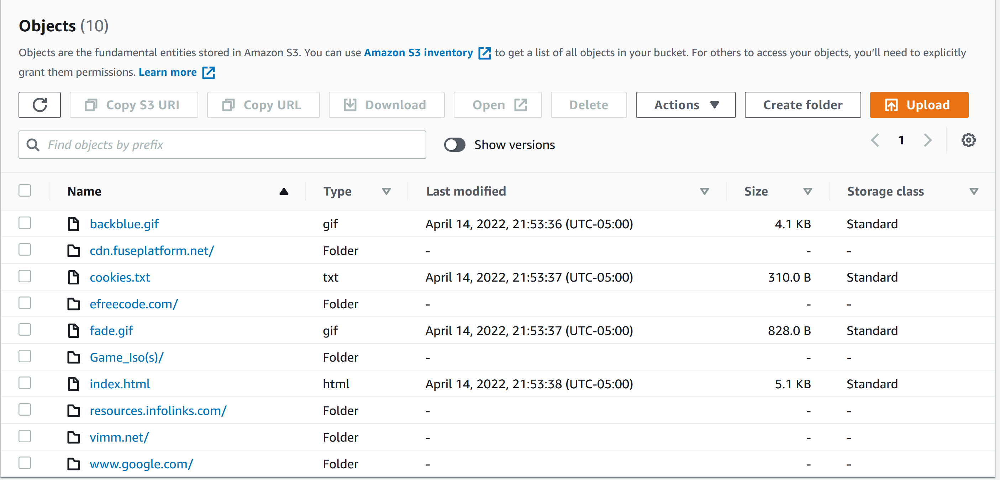 Objects (10)
Objects are the fundamental entities stored in Amazon S3. You can use Amazon S3 inventory to get a list of all objects in your bucket. For others to access your objects, you'll need to explicitly
grant them permissions. Learn more
Copy S3 URI Copy URL Download Open Delete Actions Create folder Upload
Find objects by prefix Show versions 1
Name Type Last modified Size Storage class
backblue.gif gif April 14, 2022, 21:53:36 (UTC-05:00) 4.1 KB Standard
cdn.fuseplatform.net/ Folder - - -
cookies.txt txt April 14, 2022, 21:53:37 (UTC-05:00) 310.0 B Standard
efreecode.com/ Folder - - -
fade.gif gif April 14, 2022, 21:53:37 (UTC-05:00) 828.0 B Standard
Game_Iso(s)/ Folder - - -
index.html html April 14, 2022, 21:53:38 (UTC-05:00) 5.1 KB Standard
resources.infolinks.com/ Folder - - -
vimm.net/ Folder - - -
www.google.com/ Folder - - -